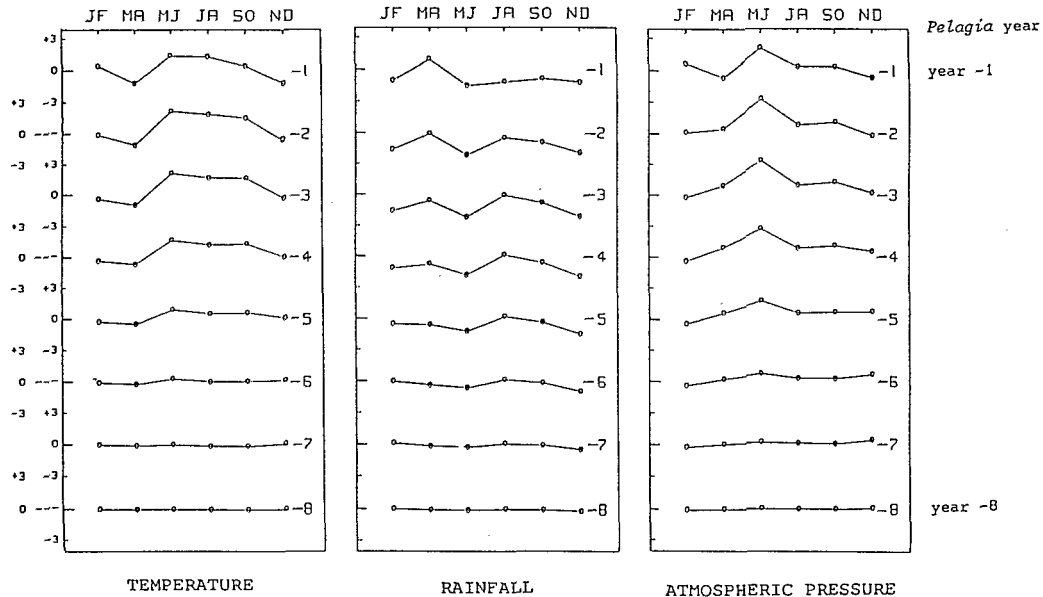 JF MA MJ JA SO ND JF MA MJ JA SO ND JF MA MJ JA SO ND
Pelagia year
+3
0 -1 -1 -1 year -1
+3 -3
0 -2 -2 -2
-3 +3
0 -3 -3 -3
+3 -3
0 -4 -4 -4
-3 +3
0 -5 -5 -5
+3 -3
0 -6 -6 -6
-3 +3
0 -7 -7 -7
+3 -3
0 -8 -8 -8 year -8
-3
TEMPERATURE RAINFALL ATMOSPHERIC PRESSURE